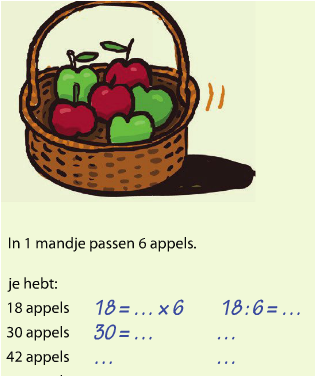 In 1 mandje passen 6 appels.
je hebt:
18 appels 18 = ... x 6 18 : 6 = ...
30 appels 30 = ... ...
42 appels ... ...